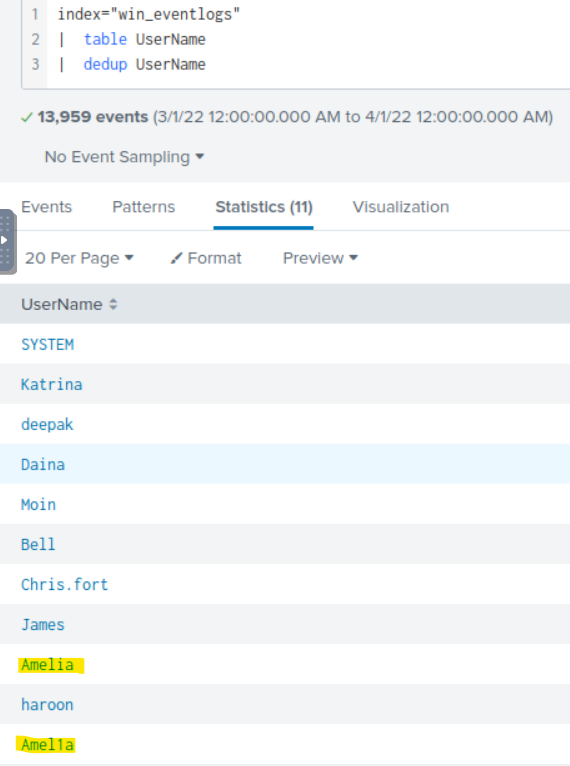 1 index="win_eventlogs"
2 | table UserName
3 | dedup UserName
✓ 13,959 events (3/1/22 12:00:00.000 AM to 4/1/22 12:00:00.000 AM)
No Event Sampling ▾
Events Patterns Statistics (11) Visualization
20 Per Page ▾ Format Preview ▾
UserName
SYSTEM
Katrina
deepak
Daina
Moin
Bell
Chris.fort
James
Amelia
haroon
Amel1a